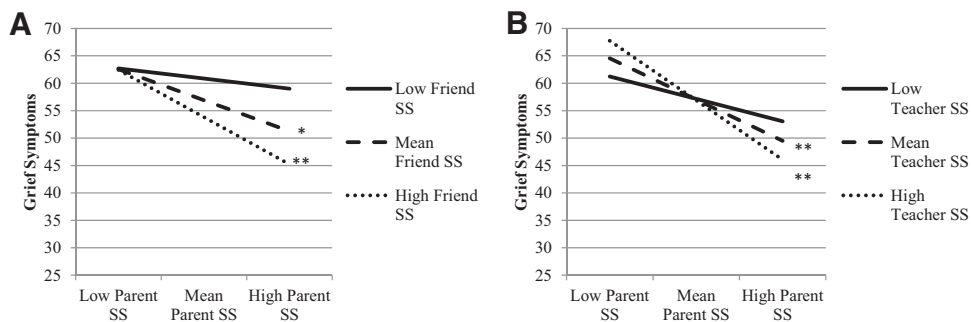 A
70
65
60
55
50
45
40
35
30
25
Grief Symptoms
*
**
Low Parent SS
Mean Parent SS
High Parent SS
Low Friend SS
Mean Friend SS
High Friend SS
B
70
65
60
55
50
45
40
35
30
25
Grief Symptoms
**
**
Low Parent SS
Mean Parent SS
High Parent SS
Low Teacher SS
Mean Teacher SS
High Teacher SS